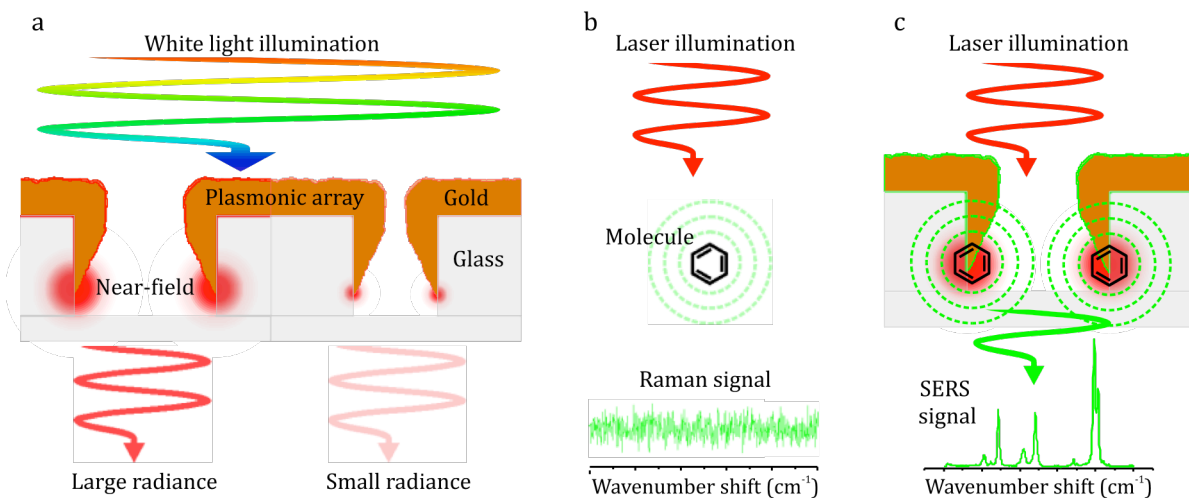 a
White light illumination
Plasmonic array
Gold
Glass
Near-field
Large radiance
Small radiance
b
Laser illumination
Molecule
Raman signal
Wavenumber shift (cm⁻¹)
c
Laser illumination
SERS
signal
Wavenumber shift (cm⁻¹)